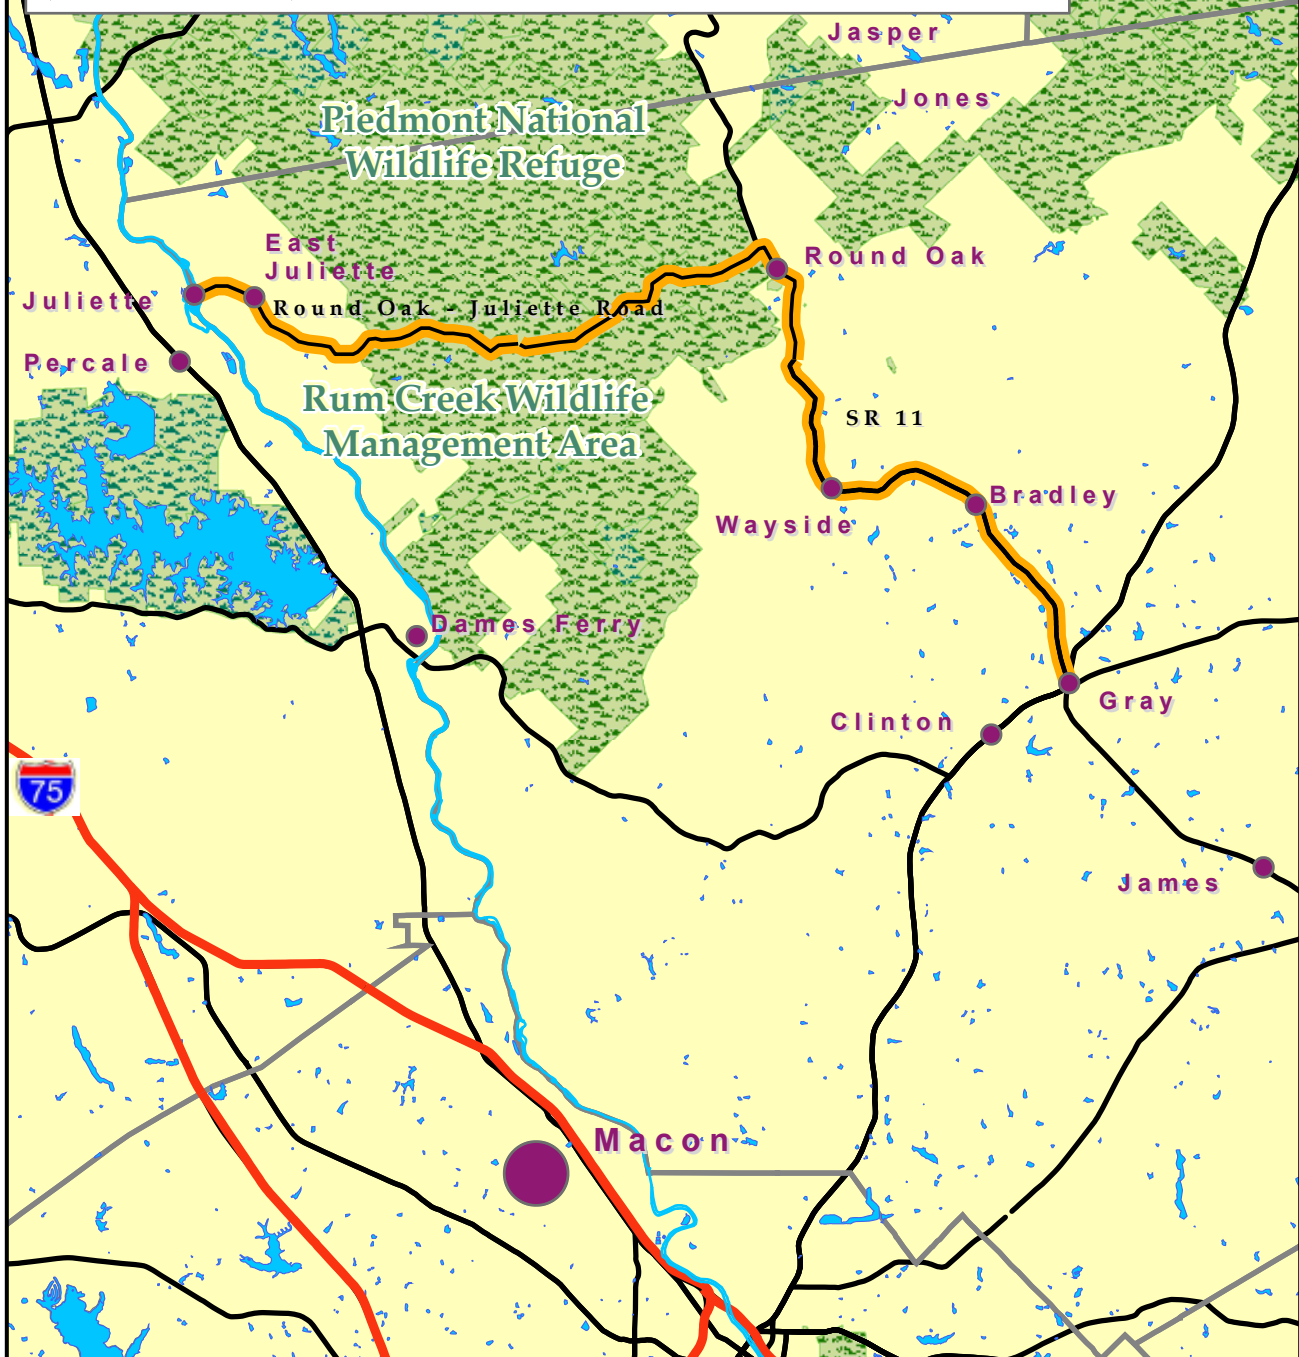 Jasper
Jones
Piedmont National
Wildlife Refuge
East
Juliette
Round Oak
Juliette
Round Oak - Juliette Road
Percale
Rum Creek Wildlife
Management Area
SR 11
Bradley
Wayside
Dames Ferry
Gray
Clinton
75
James
Macon